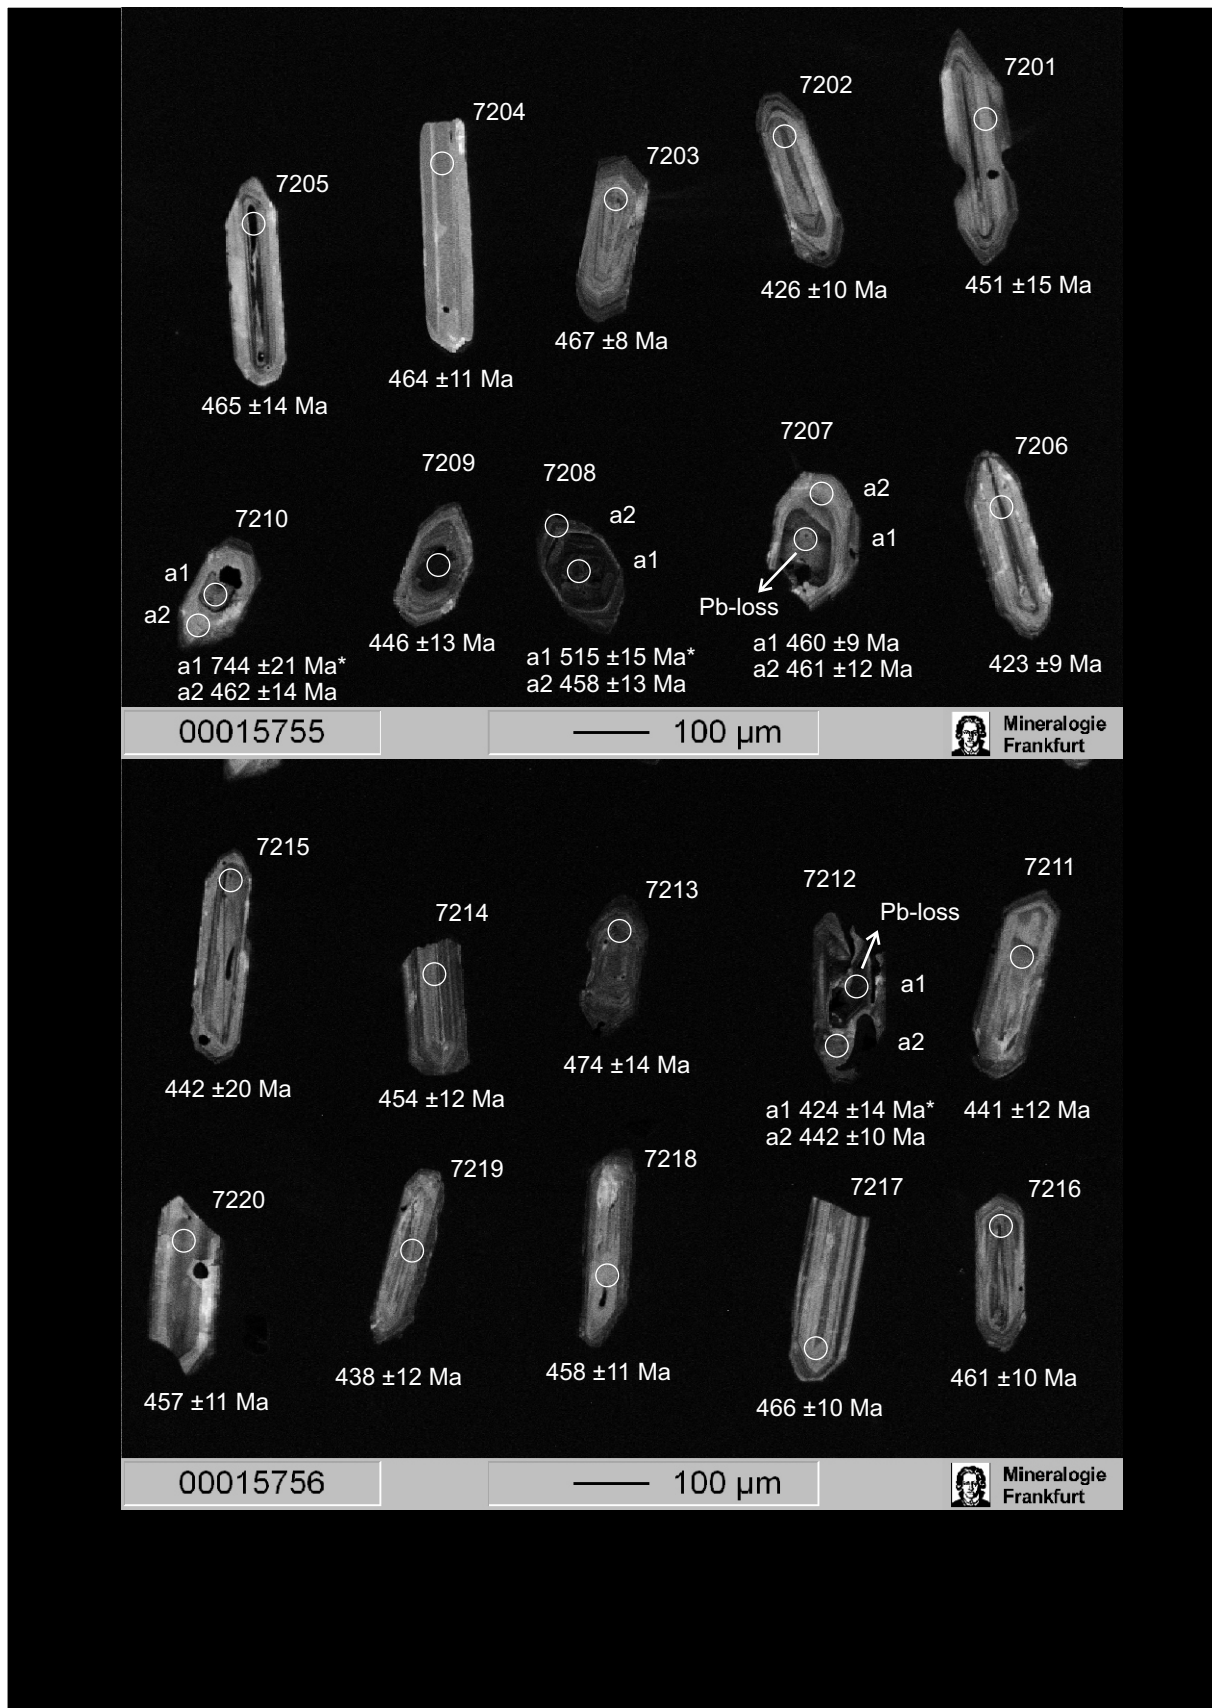 7201
7202
7204
7203
7205
451 ±15 Ma
426 ±10 Ma
467 ±8 Ma
464 ±11 Ma
465 ±14 Ma
7207
7206
7209
7208
a2
a2
7210
a1
a1
a1
a2
Pb-loss
446 ±13 Ma
a1 460 ±9 Ma
a2 461 ±12 Ma
a1 515 ±15 Ma*
a2 458 ±13 Ma
423 ±9 Ma
a1 744 ±21 Ma*
a2 462 ±14 Ma
00015755
100 µm
Mineralogie
Frankfurt
7215
7211
7212
7213
7214
Pb-loss
a1
a2
474 ±14 Ma
442 ±20 Ma
454 ±12 Ma
a1 424 ±14 Ma*
a2 442 ±10 Ma
441 ±12 Ma
7218
7219
7217
7216
7220
438 ±12 Ma
458 ±11 Ma
461 ±10 Ma
457 ±11 Ma
466 ±10 Ma
00015756
100 µm
Mineralogie
Frankfurt